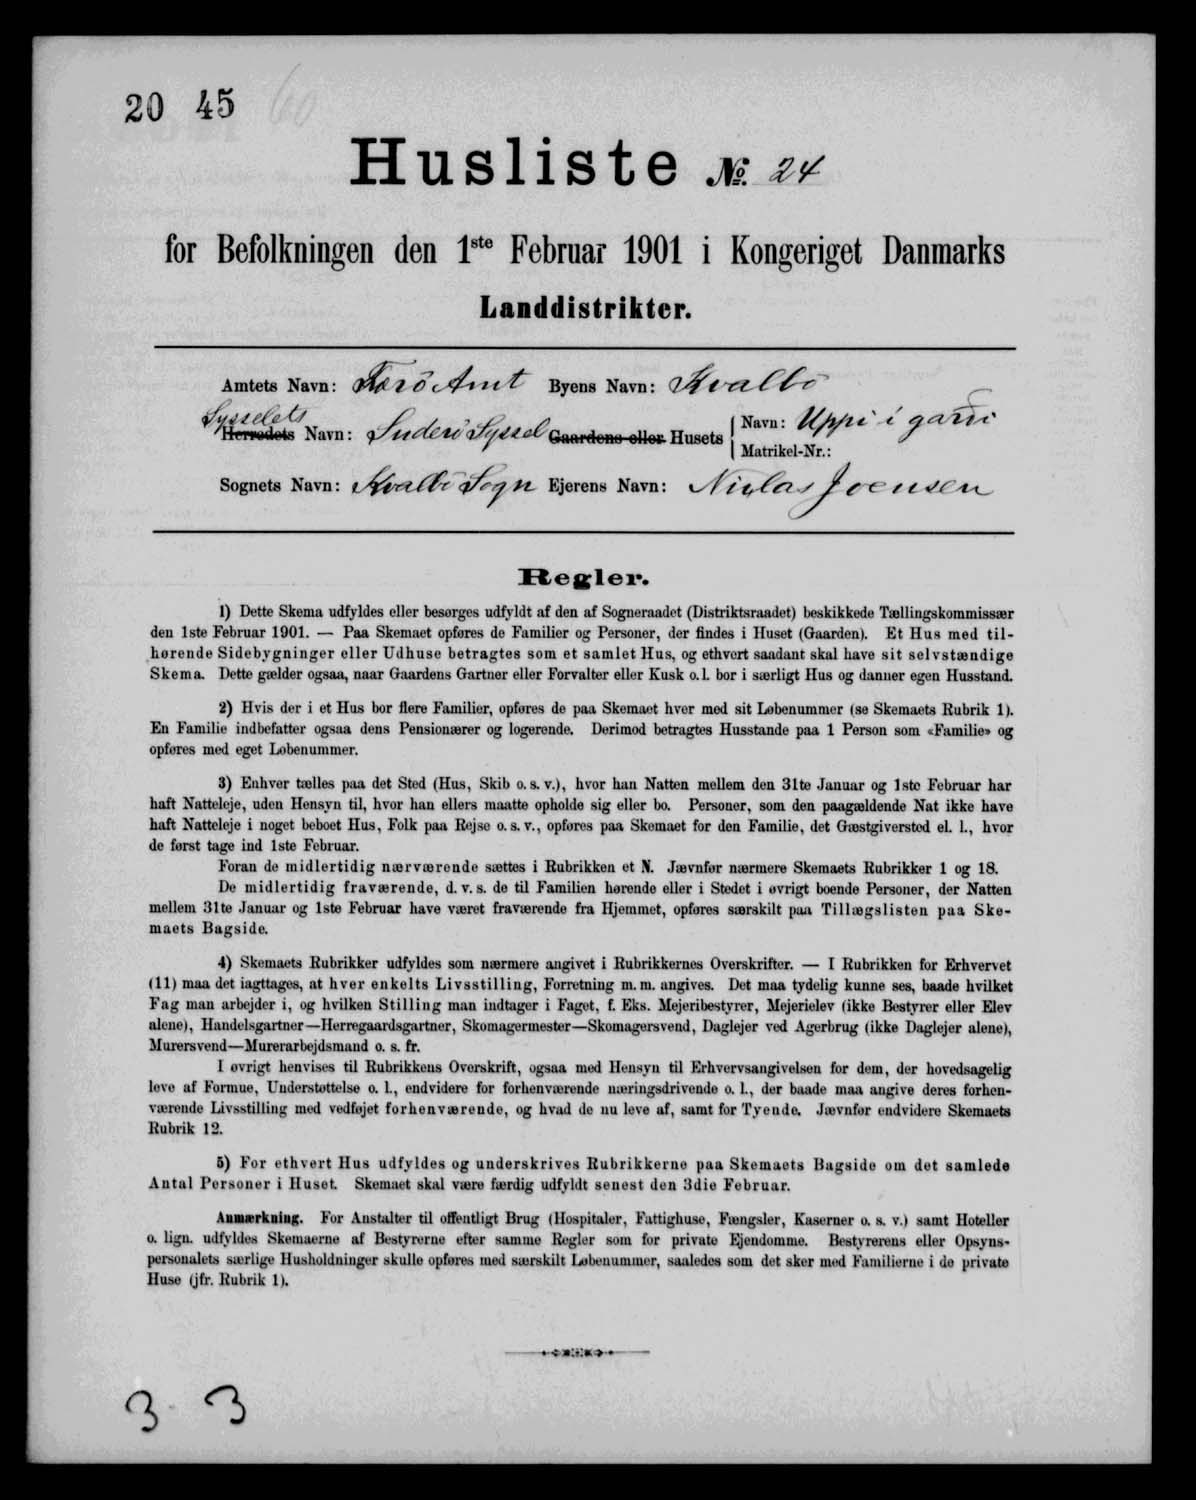 20 45 60
Husliste № 24
for Befolkningen den 1ste Februar 1901 i Kongeriget Danmarks
Landdistrikter.
Amtets Navn: Færö Amt Byens Navn: Kvalbö
Sysselets
Herredets Navn: Suderö Syssel Gaardens eller Husets Navn: Uppi í garði
Matrikel-Nr.:
Sognets Navn: Kvalbö Sogn Ejerens Navn: Niclas Joensen
Regler.
1) Dette Skema udfyldes eller besørges udfyldt af den af Sogneraadet (Distriktsraadet) beskikkede Tællingskommissær
den 1ste Februar 1901. — Paa Skemaet opføres de Familier og Personer, der findes i Huset (Gaarden). Et Hus med til-
hørende Sidebygninger eller Udhuse betragtes som et samlet Hus, og ethvert saadant skal have sit selvstændige
Skema. Dette gælder ogsaa, naar Gaardens Gartner eller Forvalter eller Kusk o. l. bor i særligt Hus og danner egen Husstand.
2) Hvis der i et Hus bor flere Familier, opføres de paa Skemaet hver med sit Løbenummer (se Skemaets Rubrik 1).
En Familie indbefatter ogsaa dens Pensionærer og logerende. Derimod betragtes Husstande paa 1 Person som «Familie» og
opføres med eget Løbenummer.
3) Enhver tælles paa det Sted (Hus, Skib o. s. v.), hvor han Natten mellem den 31te Januar og 1ste Februar har
haft Natteleje, uden Hensyn til, hvor han ellers maatte opholde sig eller bo. Personer, som den paagældende Nat ikke have
haft Natteleje i noget beboet Hus, Folk paa Rejse o. s. v., opføres paa Skemaet for den Familie, det Gæstgiversted el. l., hvor
de først tage ind 1ste Februar.
Foran de midlertidig nærværende sættes i Rubrikken et N. Jævnfør nærmere Skemaets Rubrikker 1 og 18.
De midlertidig fraværende, d. v. s. de til Familien hørende eller i Stedet i øvrigt boende Personer, der Natten
mellem 31te Januar og 1ste Februar have været fraværende fra Hjemmet, opføres særskilt paa Tillægslisten paa Ske-
maets Bagside.
4) Skemaets Rubrikker udfyldes som nærmere angivet i Rubrikkernes Overskrifter. — I Rubrikken for Erhvervet
(11) maa det iagttages, at hver enkelts Livsstilling, Forretning m. m. angives. Det maa tydelig kunne ses, baade hvilket
Fag man arbejder i, og hvilken Stilling man indtager i Faget, f. Eks. Mejeribestyrer, Mejerielev (ikke Bestyrer eller Elev
alene), Handelsgartner—Herregaardsgartner, Skomagermester—Skomagersvend, Daglejer ved Agerbrug (ikke Daglejer alene),
Murersvend—Murerarbejdsmand o. s. fr.
I øvrigt henvises til Rubrikkens Overskrift, ogsaa med Hensyn til Erhvervsangivelsen for dem, der hovedsagelig
leve af Formue, Understøttelse o. l., endvidere for forhenværende næringsdrivende o. l., der baade maa angive deres forhen-
værende Livsstilling med vedføjet forhenværende, og hvad de nu leve af, samt for Tyende. Jævnfør endvidere Skemaets
Rubrik 12.
5) For ethvert Hus udfyldes og underskrives Rubrikkerne paa Skemaets Bagside om det samlede
Antal Personer i Huset. Skemaet skal være færdig udfyldt senest den 3die Februar.
Anmærkning. For Anstalter til offentligt Brug (Hospitaler, Fattighuse, Fængsler, Kaserner o. s. v.) samt Hoteller
o. lign. udfyldes Skemaerne af Bestyrerne efter samme Regler som for private Ejendomme. Bestyrerens eller Opsyns-
personalets særlige Husholdninger skulle opføres med særskilt Løbenummer, saaledes som det sker med Familierne i de private
Huse (jfr. Rubrik 1).
3 3